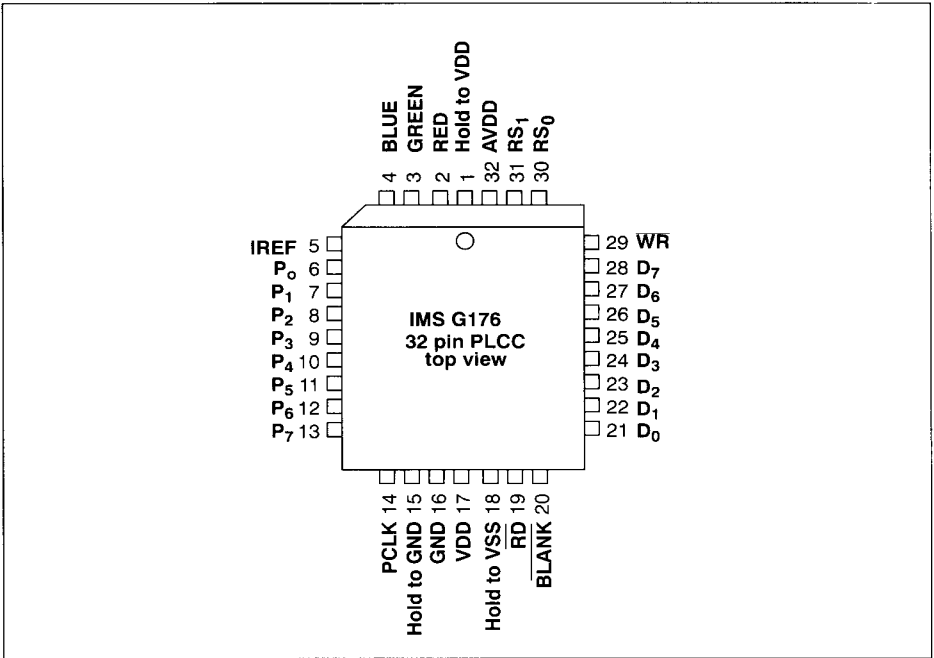 BLUE
GREEN
RED
Hold to VDD
AVDD
RS1
RS0
4
3
2
1
32
31
30
IREF 5
Po 6
P1 7
P2 8
P3 9
P4 10
P5 11
P6 12
P7 13
IMS G176
32 pin PLCC
top view
29 WR
28 D7
27 D6
26 D5
25 D4
24 D3
23 D2
22 D1
21 D0
PCLK 14
Hold to GND 15
GND 16
VDD 17
Hold to VSS 18
RD 19
BLANK 20